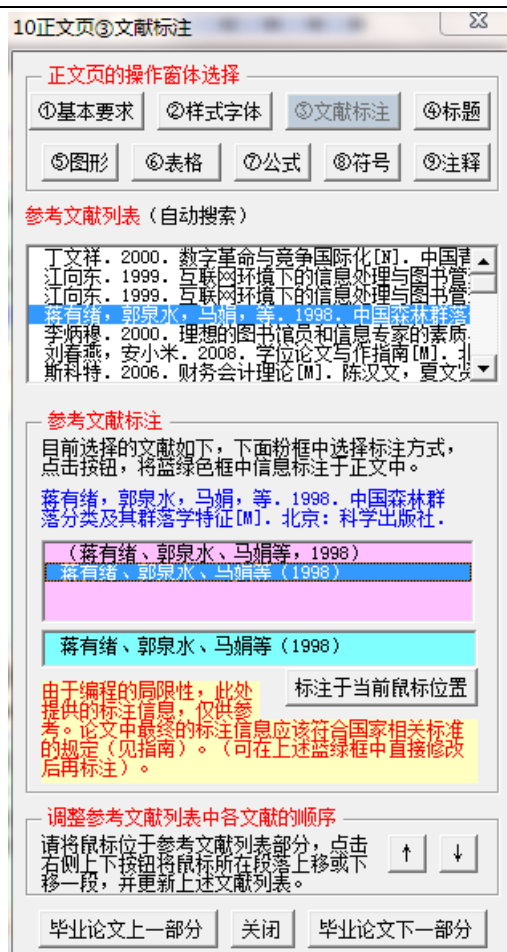 10正文页③文献标注
正文页的操作窗体选择
①基本要求 ②样式字体 ③文献标注 ④标题
⑤图形 ⑥表格 ⑦公式 ⑧符号 ⑨注释
参考文献列表（自动搜索）
丁文祥. 2000. 数字革命与竞争国际化[N]. 中国青
江向东. 1999. 互联网环境下的信息处理与图书管
江向东. 1999. 互联网环境下的信息处理与图书管
蒋有绪，郭泉水，马娟，等. 1998. 中国森林群落
李炳穆. 2000. 理想的图书馆员和信息专家的素质
刘春燕，安小米. 2008. 学位论文写作指南[M]. 北
斯科特. 2006. 财务会计理论[M]. 陈汉文，夏文贤
参考文献标注
目前选择的文献如下，下面粉框中选择标注方式，
点击按钮，将蓝绿色框中信息标注于正文中。
蒋有绪，郭泉水，马娟，等. 1998. 中国森林群
落分类及其群落学特征[M]. 北京：科学出版社.
（蒋有绪、郭泉水、马娟等，1998）
蒋有绪、郭泉水、马娟等（1998）
蒋有绪、郭泉水、马娟等（1998）
标注于当前鼠标位置
由于编程的局限性，此处
提供的标注信息，仅供参
考。论文中最终的标注信息应该符合国家相关标准
的规定（见指南）。（可在上述蓝绿框中直接修改
后再标注）。
调整参考文献列表中各文献的顺序
请将鼠标位于参考文献列表部分，点击
右侧上下按钮将鼠标所在段落上移或下
移一段，并更新上述文献列表。
↑ ↓
毕业论文上一部分 关闭 毕业论文下一部分